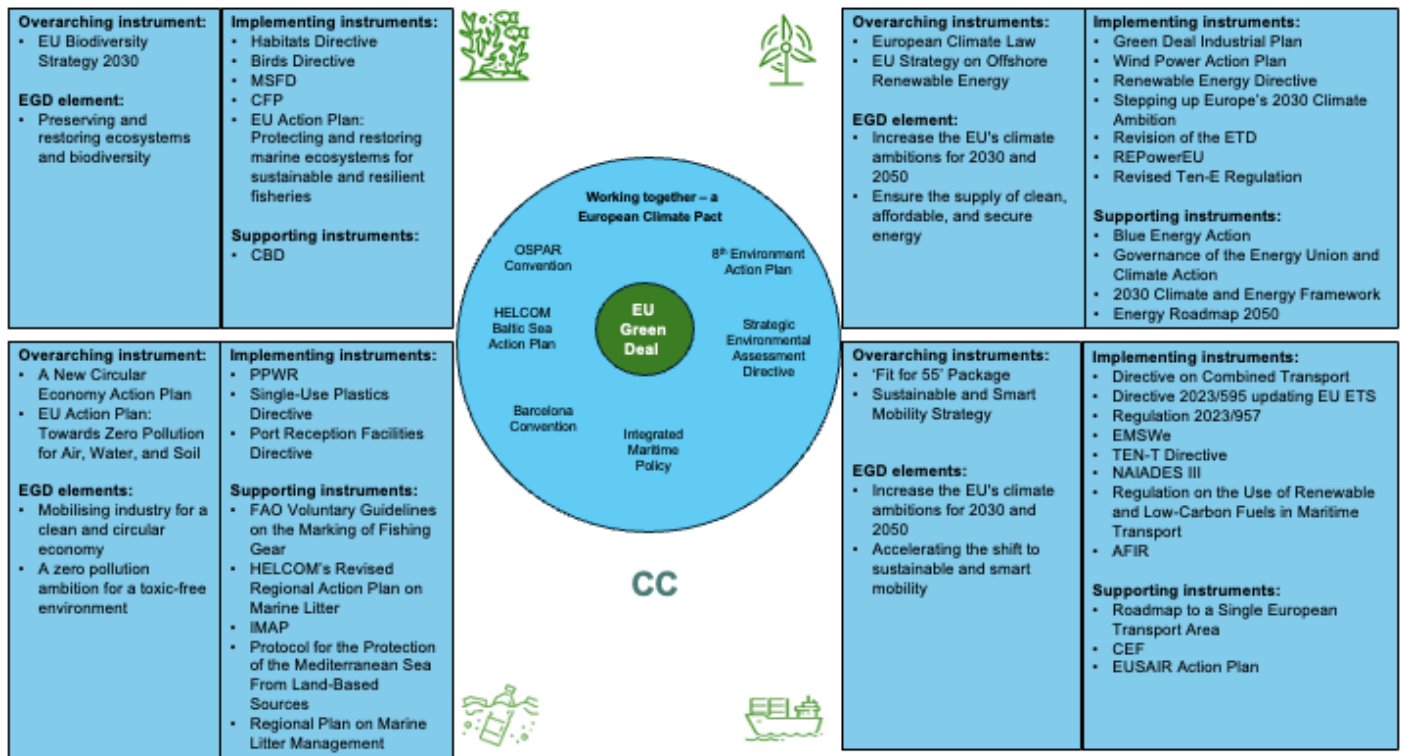 Overarching instrument:
• EU Biodiversity
Strategy 2030
EGD element:
• Preserving and
restoring ecosystems
and biodiversity
Implementing instruments:
• Habitats Directive
• Birds Directive
• MSFD
• CFP
• EU Action Plan:
Protecting and restoring
marine ecosystems for
sustainable and resilient
fisheries
Supporting instruments:
• CBD
Working together – a
European Climate Pact
OSPAR
Convention
8th Environment
Action Plan
HELCOM
Baltic Sea
Action Plan
EU
Green
Deal
Strategic
Environmental
Assessment
Directive
Barcelona
Convention
Integrated
Maritime
Policy
CC
Overarching instruments:
• European Climate Law
• EU Strategy on Offshore
Renewable Energy
EGD element:
• Increase the EU's climate
ambitions for 2030 and
2050
• Ensure the supply of clean,
affordable, and secure
energy
Implementing instruments:
• Green Deal Industrial Plan
• Wind Power Action Plan
• Renewable Energy Directive
• Stepping up Europe's 2030 Climate
Ambition
• Revision of the ETD
• REPowerEU
• Revised Ten-E Regulation
Supporting instruments:
• Blue Energy Action
• Governance of the Energy Union and
Climate Action
• 2030 Climate and Energy Framework
• Energy Roadmap 2050
Overarching instrument:
• A New Circular
Economy Action Plan
• EU Action Plan:
Towards Zero Pollution
for Air, Water, and Soil
EGD elements:
• Mobilising industry for a
clean and circular
economy
• A zero pollution
ambition for a toxic-free
environment
Implementing instruments:
• PPWR
• Single-Use Plastics
Directive
• Port Reception Facilities
Directive
Supporting instruments:
• FAO Voluntary Guidelines
on the Marking of Fishing
Gear
• HELCOM's Revised
Regional Action Plan on
Marine Litter
• IMAP
• Protocol for the Protection
of the Mediterranean Sea
From Land-Based
Sources
• Regional Plan on Marine
Litter Management
Overarching instruments:
• 'Fit for 55' Package
• Sustainable and Smart
Mobility Strategy
EGD elements:
• Increase the EU's climate
ambitions for 2030 and
2050
• Accelerating the shift to
sustainable and smart
mobility
Implementing instruments:
• Directive on Combined Transport
• Directive 2023/595 updating EU ETS
• Regulation 2023/957
• EMSWe
• TEN-T Directive
• NAIADES III
• Regulation on the Use of Renewable
and Low-Carbon Fuels in Maritime
Transport
• AFIR
Supporting instruments:
• Roadmap to a Single European
Transport Area
• CEF
• EUSAIR Action Plan